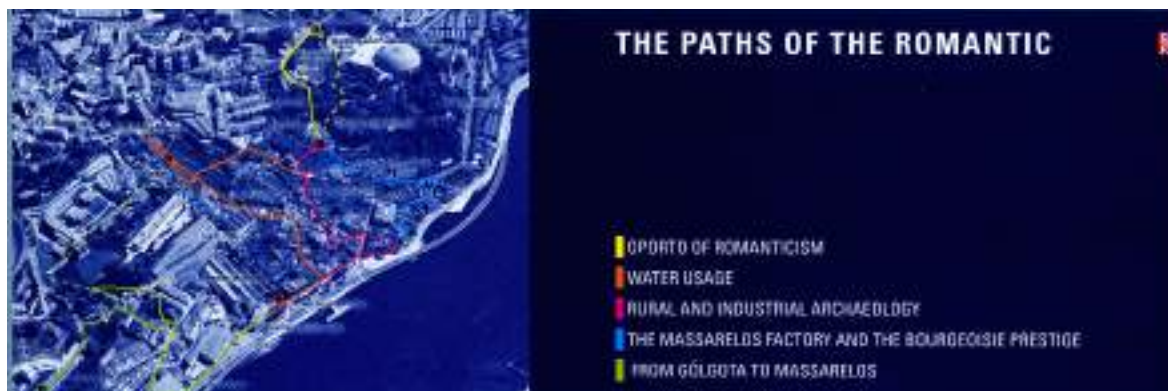 THE PATHS OF THE ROMANTIC
OPORTO OF ROMANTICISM
WATER USAGE
RURAL AND INDUSTRIAL ARCHAEOLOGY
THE MASSARELOS FACTORY AND THE BOURGEOISIE PRESTIGE
FROM GÓLGOTA TO MASSARELOS